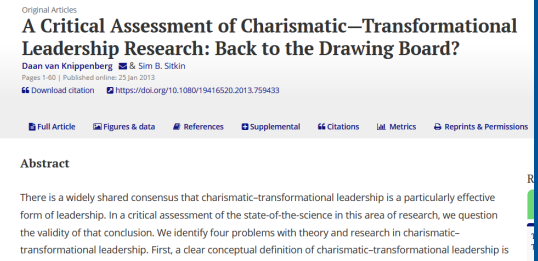 Original Articles
A Critical Assessment of Charismatic—Transformational
Leadership Research: Back to the Drawing Board?
Daan van Knippenberg & Sim B. Sitkin
Pages 1-60 | Published online: 25 Jan 2013
Download citation https://doi.org/10.1080/19416520.2013.759433
Full Article Figures & data References Supplemental Citations Metrics Reprints & Permissions
Abstract
R
There is a widely shared consensus that charismatic–transformational leadership is a particularly effective
form of leadership. In a critical assessment of the state-of-the-science in this area of research, we question
the validity of that conclusion. We identify four problems with theory and research in charismatic–
transformational leadership. First, a clear conceptual definition of charismatic–transformational leadership is